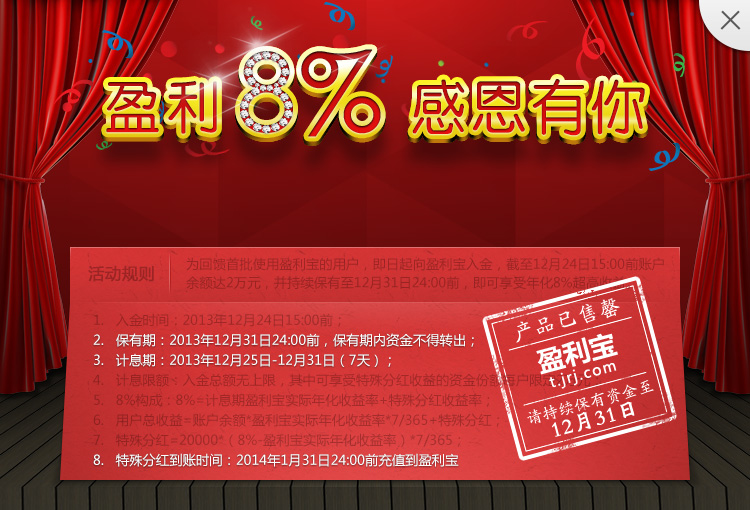 盈利8% 感恩有你
活动规则
为回馈首批使用盈利宝的用户，即日起向盈利宝入金，截至12月24日15:00前账户
余额达2万元，并持续保有至12月31日24:00前，即可享受年化8%超高收益
1. 入金时间：2013年12月24日15:00前；
2. 保有期：2013年12月31日24:00前，保有期内资金不得转出；
3. 计息期：2013年12月25日-12月31日（7天）；
4. 计息限额：入金总额无上限，其中可享受特殊分红收益的资金份额每用户限
5. 8%构成：8%=计息期盈利宝实际年化收益率+特殊分红收益率；
6. 用户总收益=账户余额*盈利宝实际年化收益率*7/365+特殊分红；
7. 特殊分红=20000*（8%-盈利宝实际年化收益率）*7/365；
8. 特殊分红到账时间：2014年1月31日24:00前充值到盈利宝
产品已售罄
盈利宝
t.jrj.com
请持续保有资金至
12月31日